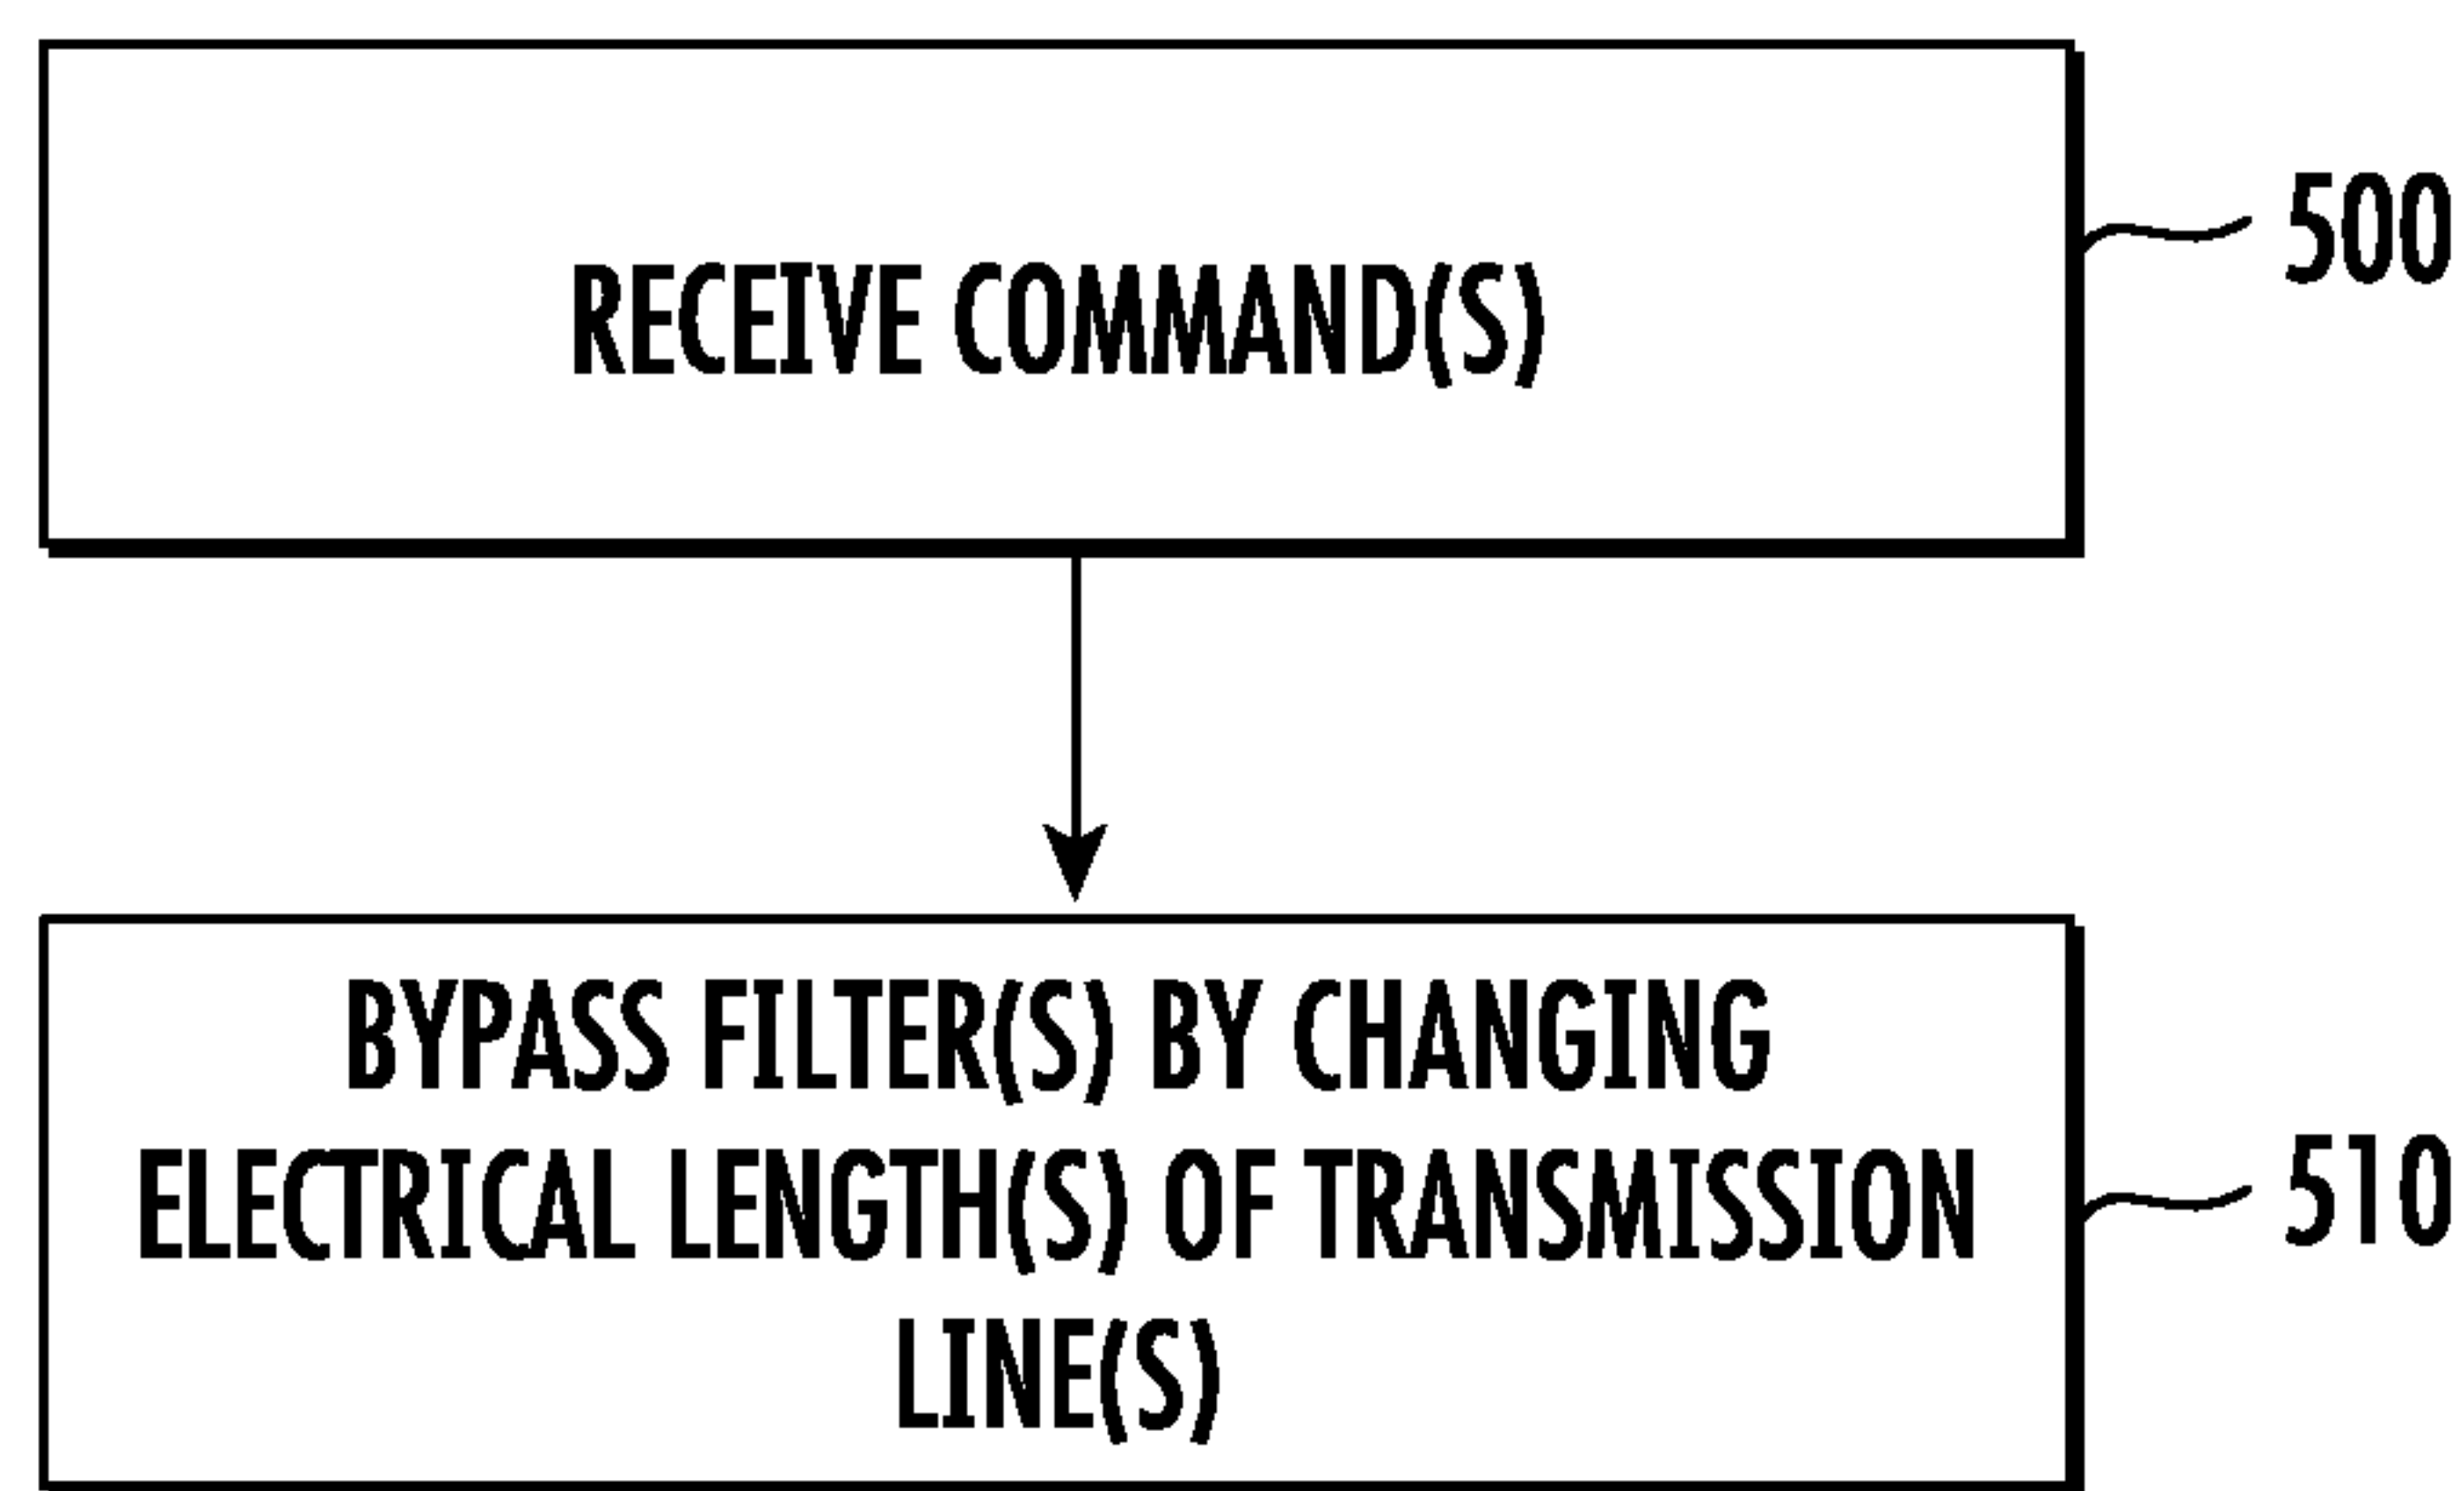 RECEIVE COMMAND(S)
500
BYPASS FILTER(S) BY CHANGING
ELECTRICAL LENGTH(S) OF TRANSMISSION
LINE(S)
510